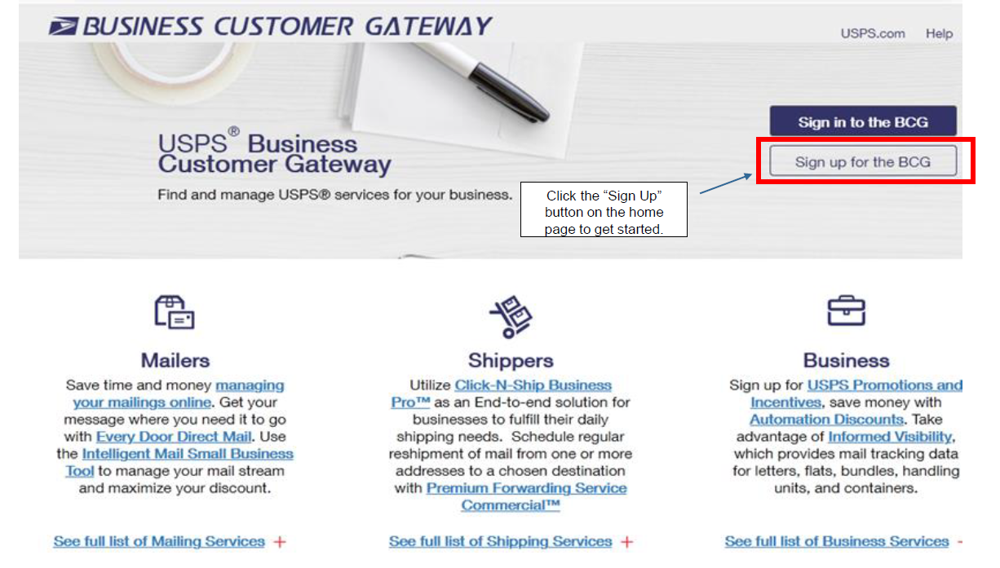 BUSINESS CUSTOMER GATEWAY
USPS.com Help
Sign in to the BCG
Sign up for the BCG
USPS® Business
Customer Gateway
Find and manage USPS® services for your business.
Click the “Sign Up”
button on the home
page to get started.
Mailers
Save time and money managing
your mailings online. Get your
message where you need it to go
with Every Door Direct Mail. Use
the Intelligent Mail Small Business
Tool to manage your mail stream
and maximize your discount.
See full list of Mailing Services +
Shippers
Utilize Click-N-Ship Business
Pro™ as an End-to-end solution for
businesses to fulfill their daily
shipping needs. Schedule regular
reshipment of mail from one or more
addresses to a chosen destination
with Premium Forwarding Service
Commercial™
See full list of Shipping Services +
Business
Sign up for USPS Promotions and
Incentives, save money with
Automation Discounts. Take
advantage of Informed Visibility,
which provides mail tracking data
for letters, flats, bundles, handling
units, and containers.
See full list of Business Services